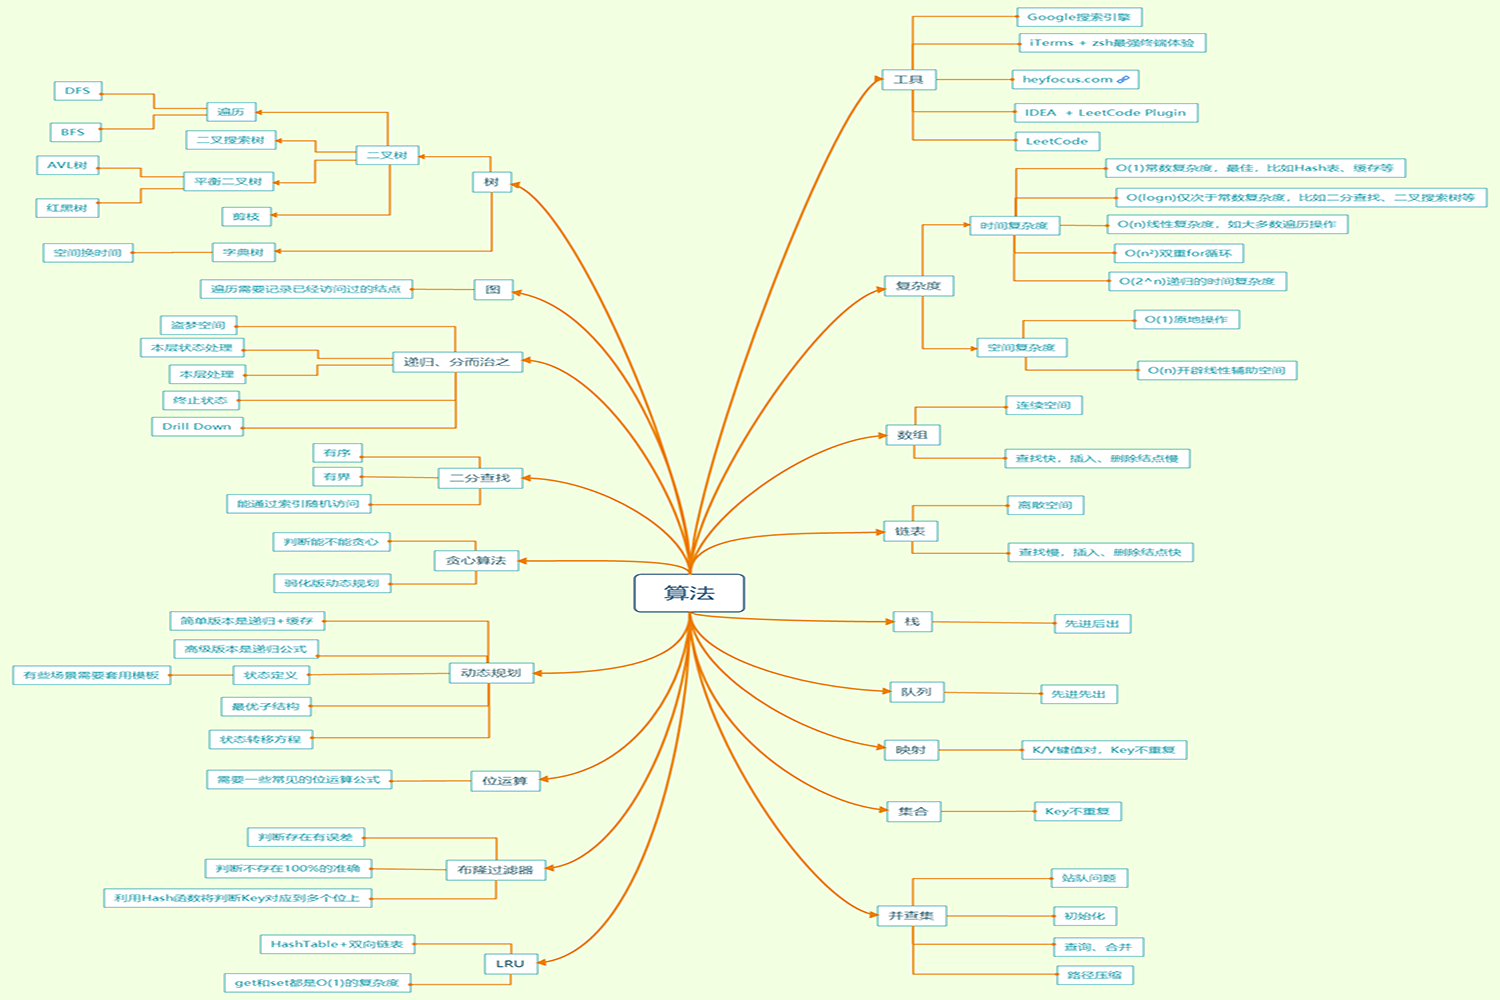 算法
工具
Google搜索引擎
iTerms + zsh最强终端体验
heyfocus.com
IDEA + LeetCode Plugin
LeetCode
复杂度
时间复杂度
O(1)常数复杂度，最佳，比如Hash表、缓存等
O(logn)仅次于常数复杂度，比如二分查找、二叉搜索树等
O(n)线性复杂度，如大多数遍历操作
O(n²)双重for循环
O(2^n)递归的时间复杂度
空间复杂度
O(1)原地操作
O(n)开辟线性辅助空间
数组
连续空间
查找快，插入、删除结点慢
链表
离散空间
查找慢，插入、删除结点快
栈
先进后出
队列
先进先出
映射
K/V键值对，Key不重复
集合
Key不重复
并查集
站队问题
初始化
查询、合并
路径压缩
树
二叉树
遍历
DFS
BFS
二叉搜索树
平衡二叉树
AVL树
红黑树
剪枝
字典树
空间换时间
图
遍历需要记录已经访问过的结点
递归、分而治之
盗梦空间
本层状态处理
本层处理
终止状态
Drill Down
二分查找
有序
有界
能通过索引随机访问
贪心算法
判断能不能贪心
弱化版动态规划
动态规划
简单版本是递归+缓存
高级版本是递归公式
状态定义
有些场景需要套用模板
最优子结构
状态转移方程
位运算
需要一些常见的位运算公式
布隆过滤器
判断存在有误差
判断不存在100%的准确
利用Hash函数将判断Key对应到多个位上
LRU
HashTable+双向链表
get和set都是O(1)的复杂度